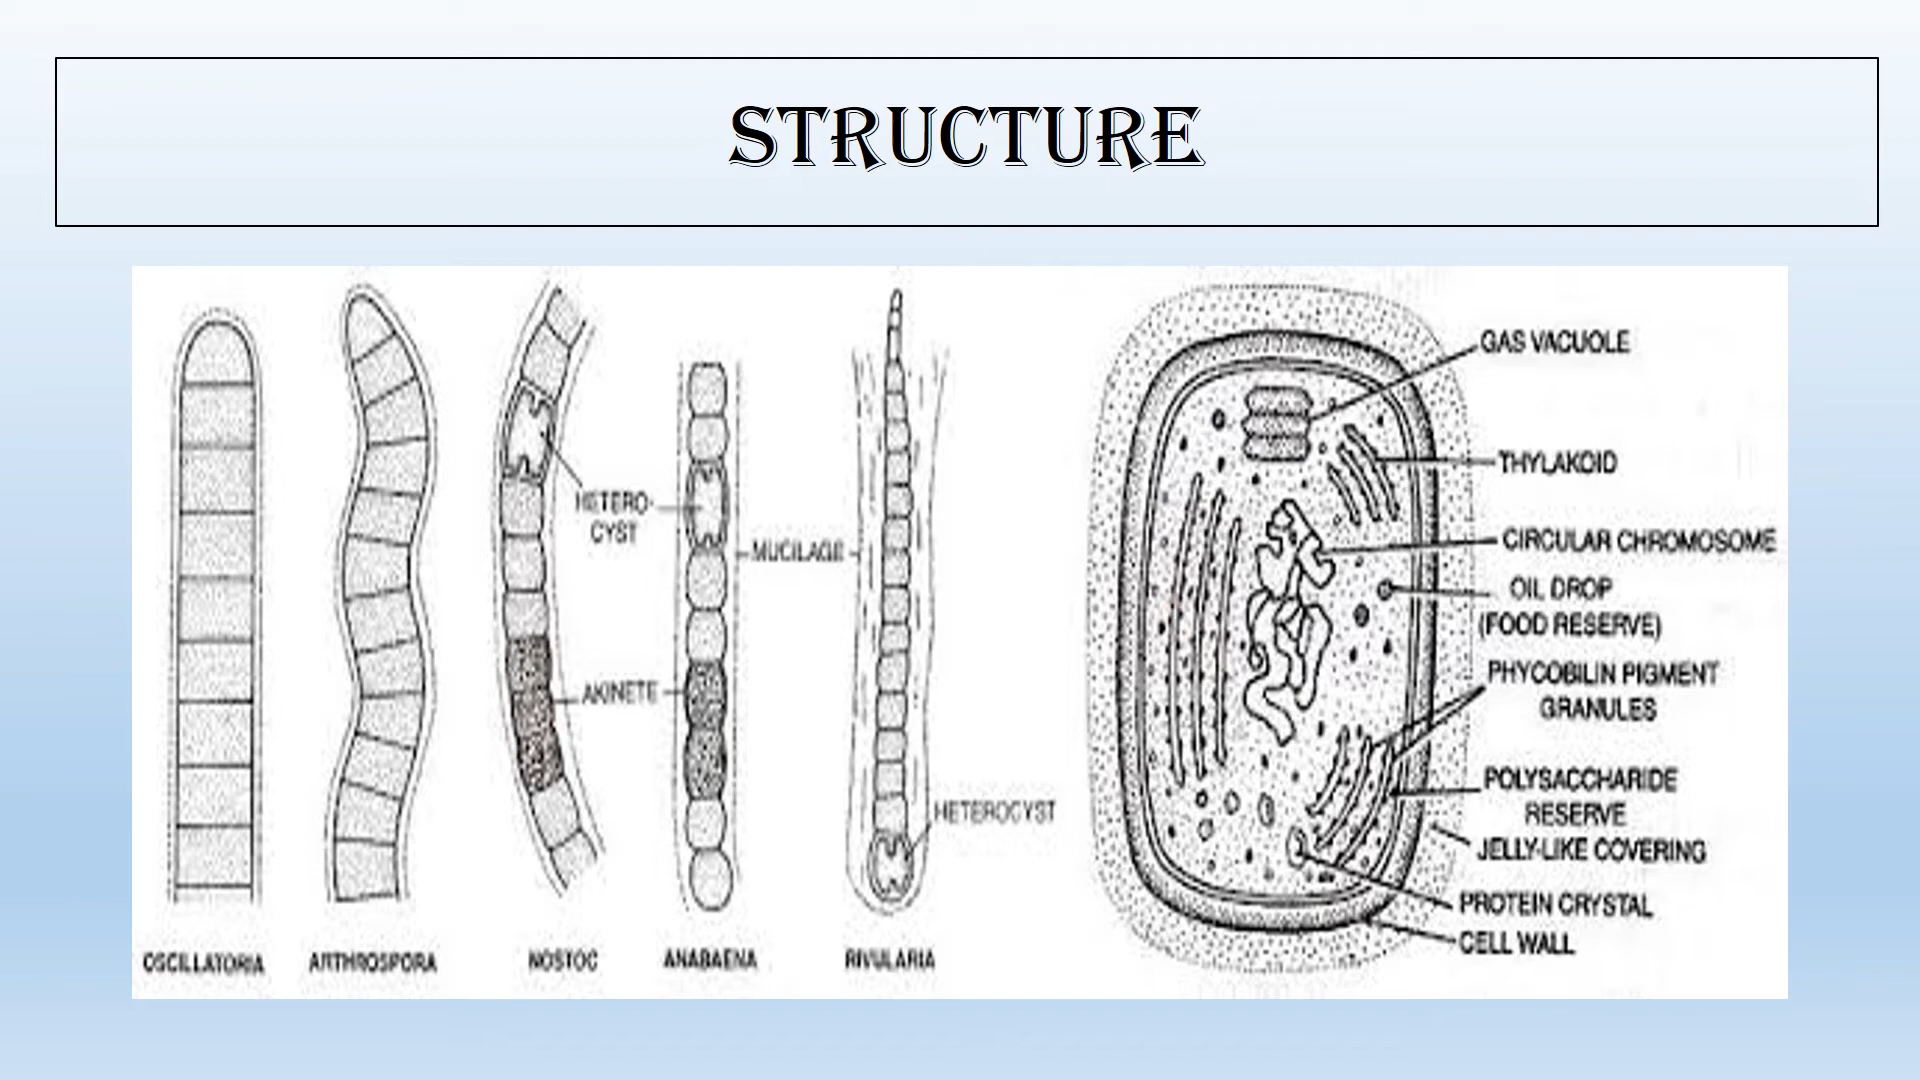 STRUCTURE
HETERO-
CYST
MUCILAGE
AKINETE
HETEROCYST
OSCILLATORIA
ARTHROSPORA
NOSTOC
ANABAENA
RIVULARIA
GAS VACUOLE
THYLAKOID
CIRCULAR CHROMOSOME
OIL DROP
(FOOD RESERVE)
PHYCOBILIN PIGMENT
GRANULES
POLYSACCHARIDE
RESERVE
JELLY-LIKE COVERING
PROTEIN CRYSTAL
CELL WALL